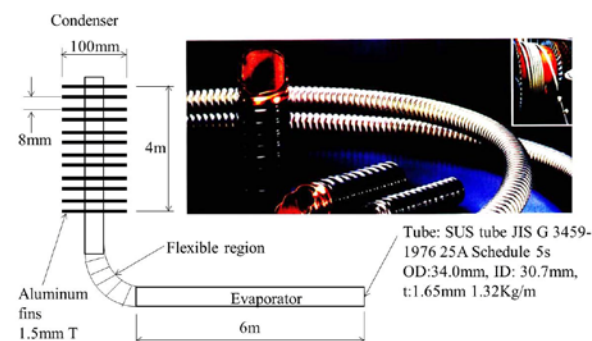 Condenser
100mm
8mm
4m
Flexible region
Tube: SUS tube JIS G 3459-
1976 25A Schedule 5s
OD:34.0mm, ID: 30.7mm,
t:1.65mm 1.32Kg/m
Aluminum
fins
1.5mm T
Evaporator
6m